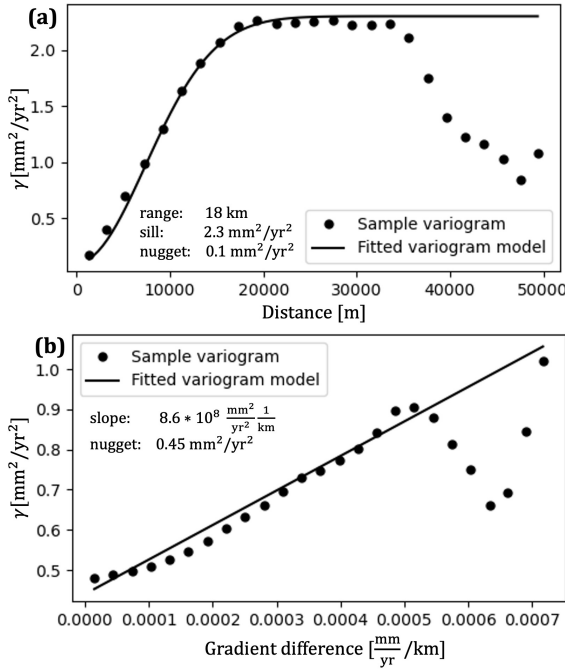 (a)
2.0
1.5
1.0
0.5
γ[mm²/yr²]
range: 18 km
sill: 2.3 mm²/yr²
nugget: 0.1 mm²/yr²
Sample variogram
Fitted variogram model
0 10000 20000 30000 40000 50000
Distance [m]
(b)
Sample variogram
Fitted variogram model
slope: 8.6 * 10⁸ mm²/yr² 1/km
nugget: 0.45 mm²/yr²
1.0
0.9
0.8
0.7
0.6
0.5
γ[mm²/yr²]
0.0000 0.0001 0.0002 0.0003 0.0004 0.0005 0.0006 0.0007
Gradient difference [mm/yr /km]